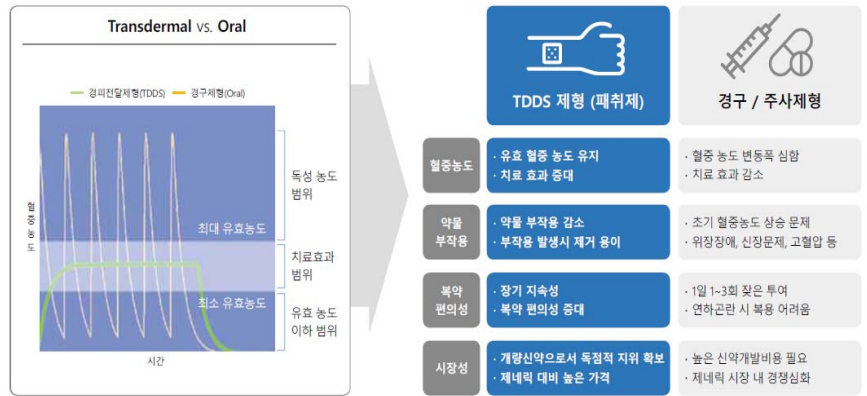 Transdermal vs. Oral
경피전달제형(TDDS) 경구제형(Oral)
혈중농도
독성 농도
범위
최대 유효농도
치료효과
범위
최소 유효농도
유효 농도
이하 범위
시간
TDDS 제형 (패취제)
경구 / 주사제형
혈중농도
· 유효 혈중 농도 유지
· 치료 효과 증대
· 혈중 농도 변동폭 심함
· 치료 효과 감소
약물
부작용
· 약물 부작용 감소
· 부작용 발생시 제거 용이
· 초기 혈중농도 상승 문제
· 위장장애, 신장문제, 고혈압 등
복약
편의성
· 장기 지속성
· 복약 편의성 증대
· 1일 1~3회 잦은 투여
· 연하곤란 시 복용 어려움
시장성
· 개량신약으로서 독점적 지위 확보
· 제네릭 대비 높은 가격
· 높은 신약개발비용 필요
· 제네릭 시장 내 경쟁심화